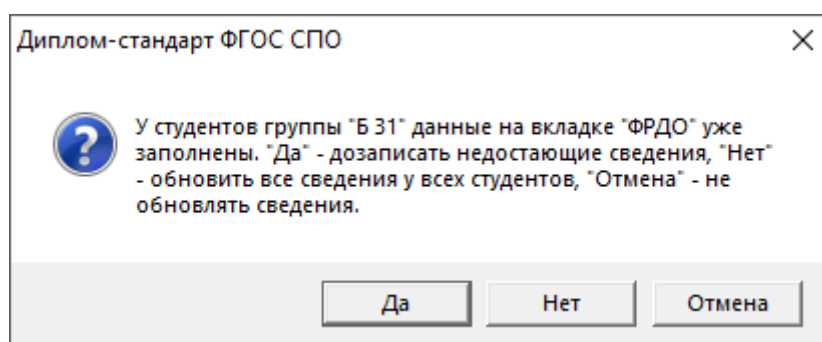 Диплом-стандарт ФГОС СПО
У студентов группы "Б 31" данные на вкладке "ФРДО" уже
заполнены. "Да" - дозаписать недостающие сведения, "Нет"
- обновить все сведения у всех студентов, "Отмена" - не
обновлять сведения.
Да
Нет
Отмена